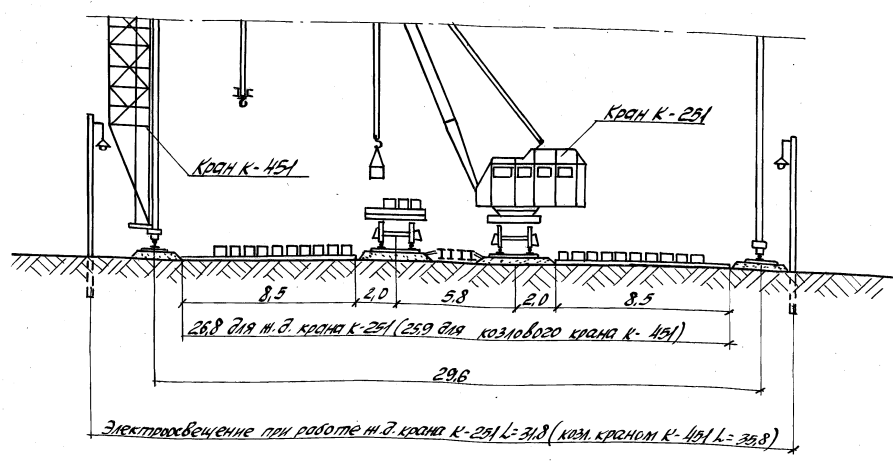 Кран К-251
Кран К-451
8,5 2,0 5,8 2,0 8,5
26,8 для ж.д. крана К-251 (25,9 для козлового крана К-451)
29,6
Электроосвещение при работе ж.д. крана К-251 L=31,8 (козл. краном К-451 L=35,8)